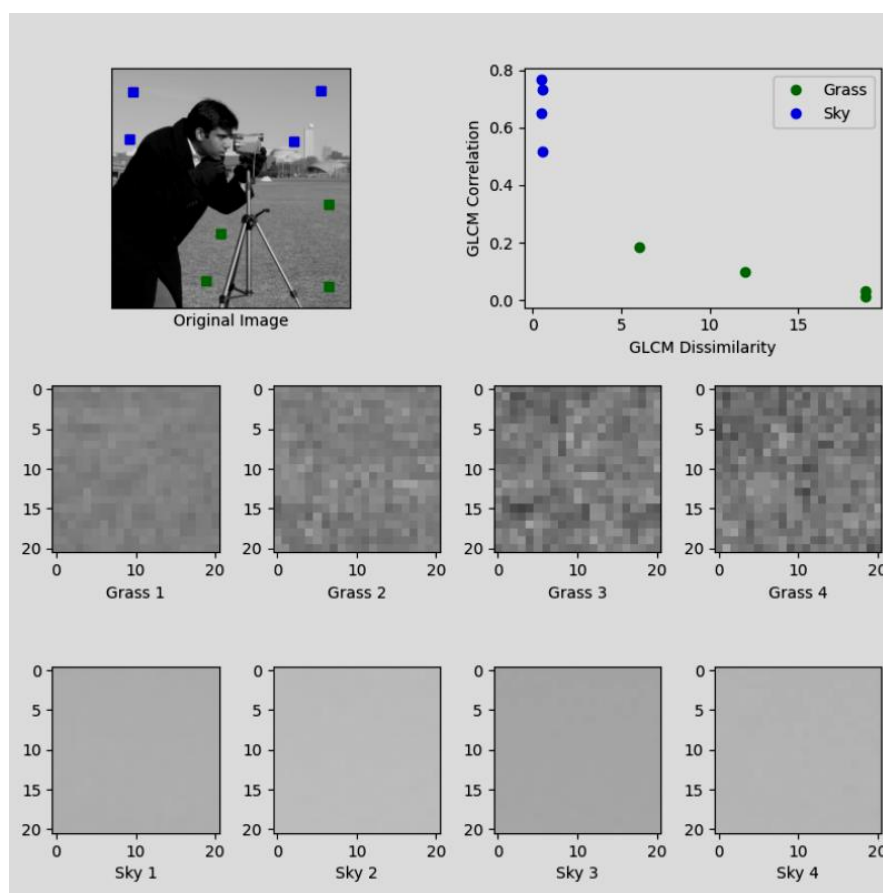 Original Image
0.8
0.6
0.4
0.2
0.0
GLCM Correlation
Grass
Sky
0 5 10 15
GLCM Dissimilarity
0
5
10
15
20
0 10 20
Grass 1
0
5
10
15
20
0 10 20
Grass 2
0
5
10
15
20
0 10 20
Grass 3
0
5
10
15
20
0 10 20
Grass 4
0
5
10
15
20
0 10 20
Sky 1
0
5
10
15
20
0 10 20
Sky 2
0
5
10
15
20
0 10 20
Sky 3
0
5
10
15
20
0 10 20
Sky 4